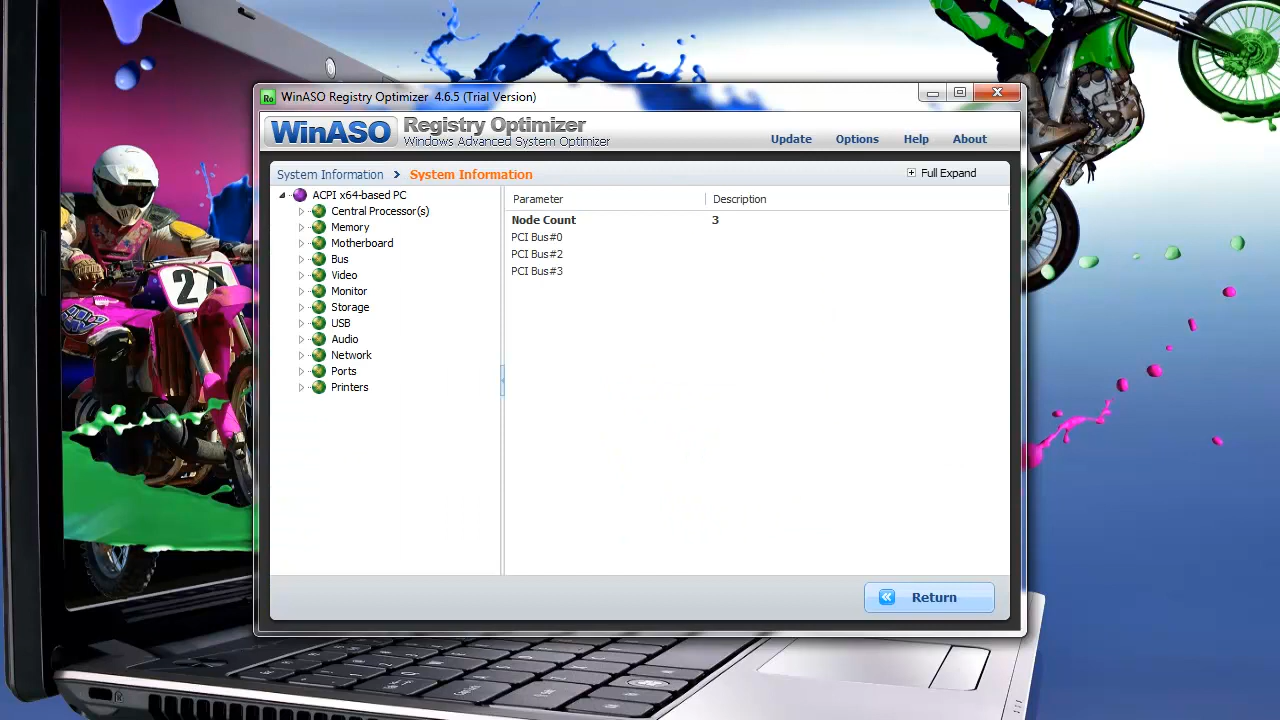 Ro WinASO Registry Optimizer 4.6.5 (Trial Version)
WinASO Registry Optimizer
Windows Advanced System Optimizer
Update Options Help About
System Information > System Information
Full Expand
ACPI x64-based PC
Central Processor(s)
Memory
Motherboard
Bus
Video
Monitor
Storage
USB
Audio
Network
Ports
Printers
Parameter Description
Node Count 3
PCI Bus#0
PCI Bus#2
PCI Bus#3
Return
24